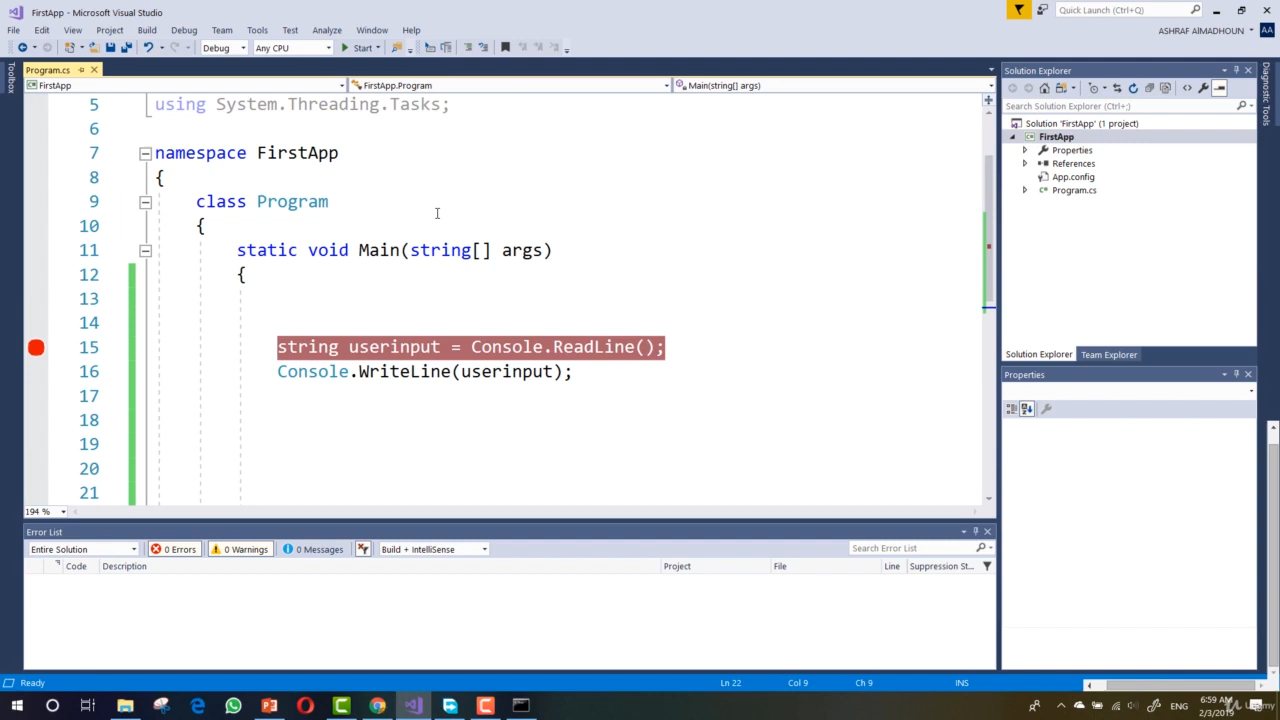 FirstApp - Microsoft Visual Studio
Quick Launch (Ctrl+Q)
File Edit View Project Build Debug Team Tools Test Analyze Window Help
ASHRAF AlMADHOUN AA
Debug Any CPU Start
Toolbox
Program.cs
FirstApp FirstApp.Program Main(string[] args)
5 using System.Threading.Tasks;
6
7 namespace FirstApp
8 {
9 class Program
10 {
11 static void Main(string[] args)
12 {
13
14
15 string userinput = Console.ReadLine();
16 Console.WriteLine(userinput);
17
18
19
20
21
194 %
Solution Explorer
Search Solution Explorer (Ctrl+;)
Solution 'FirstApp' (1 project)
FirstApp
Properties
References
App.config
Program.cs
Solution Explorer Team Explorer
Properties
Diagnostic Tools
Error List
Entire Solution 0 Errors 0 Warnings 0 Messages Build + IntelliSense Search Error List
Code Description Project File Line Suppression St...
Ready Ln 22 Col 9 Ch 9 INS
ENG 6:59 AM